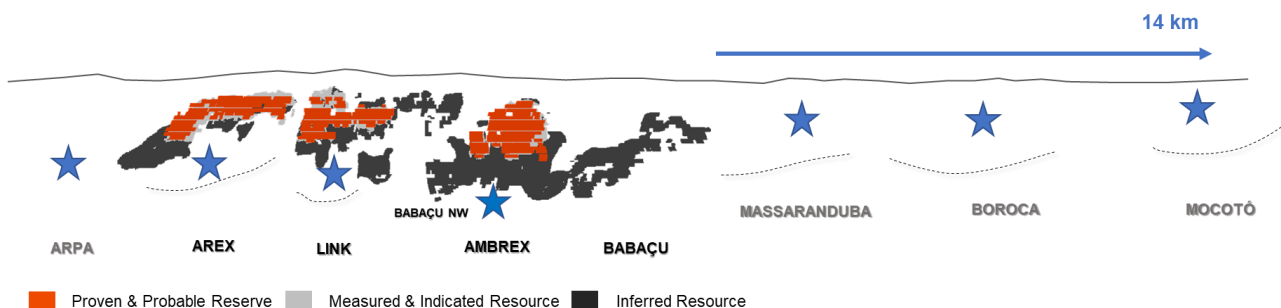 14 km
BABAÇU NW
MASSARANDUBA
BOROCA
MOCOTÓ
ARPA
AREX
LINK
AMBREX
BABAÇU
Proven & Probable Reserve
Measured & Indicated Resource
Inferred Resource